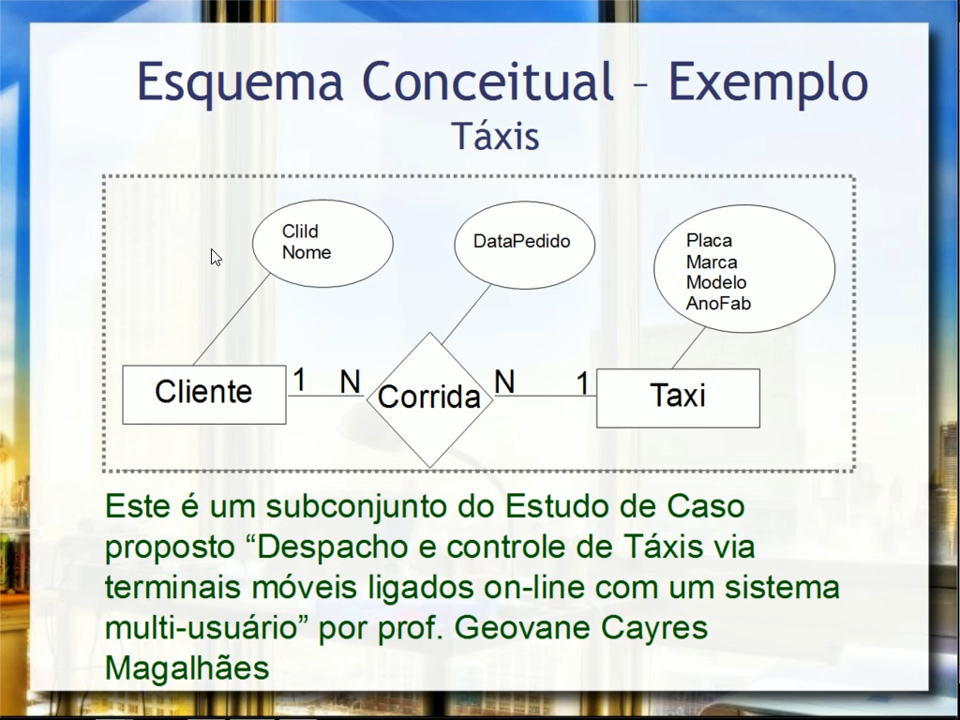 Esquema Conceitual – Exemplo
Táxis
CliId
Nome
DataPedido
Placa
Marca
Modelo
AnoFab
Cliente
1
N
Corrida
N
1
Taxi
Este é um subconjunto do Estudo de Caso
proposto “Despacho e controle de Táxis via
terminais móveis ligados on-line com um sistema
multi-usuário” por prof. Geovane Cayres
Magalhães